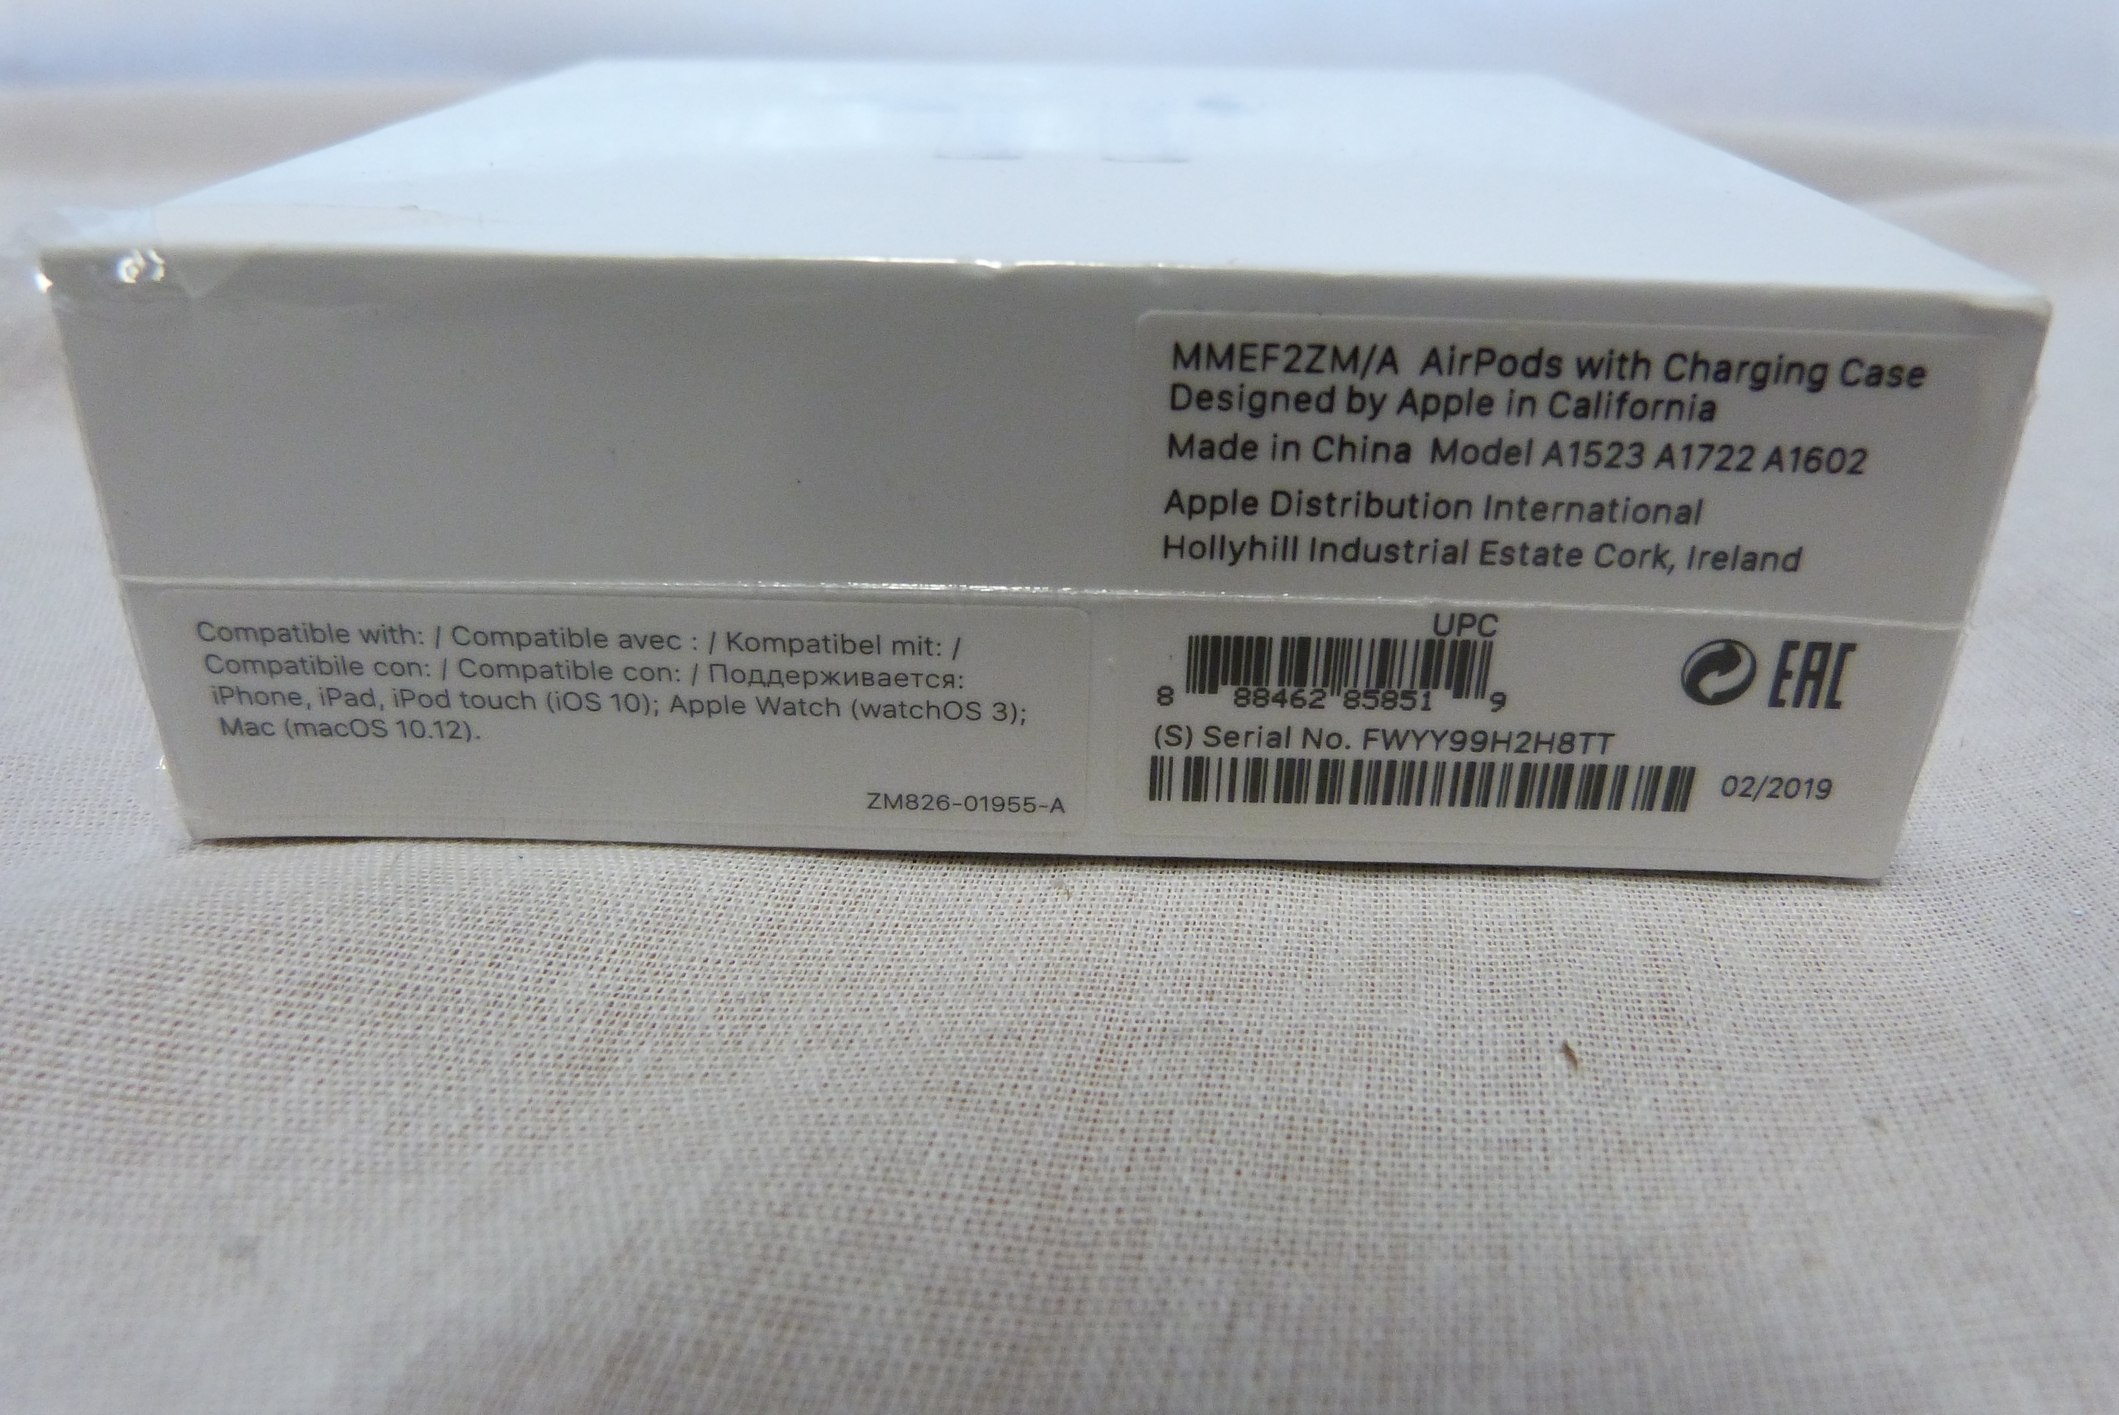 MMEF2ZM/A AirPods with Charging Case
Designed by Apple in California
Made in China Model A1523 A1722 A1602
Apple Distribution International
Hollyhill Industrial Estate Cork, Ireland
Compatible with: / Compatible avec : / Kompatibel mit: /
Compatibile con: / Compatible con: / Поддерживается:
iPhone, iPad, iPod touch (iOS 10); Apple Watch (watchOS 3);
Mac (macOS 10.12).
ZM826-01955-A
UPC
8 88462 85851 9
EAC
(S) Serial No. FWYY99H2H8TT
02/2019